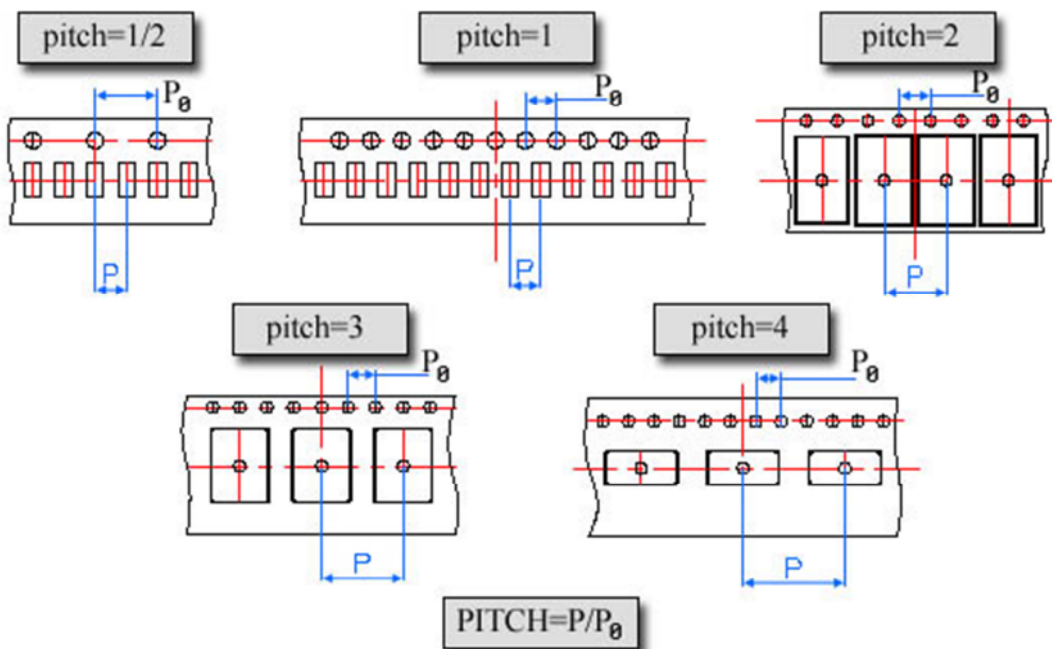 pitch=1/2
pitch=1
pitch=2
P₀
P₀
P₀
P
P
P
pitch=3
pitch=4
P₀
P₀
P
P
PITCH=P/P₀